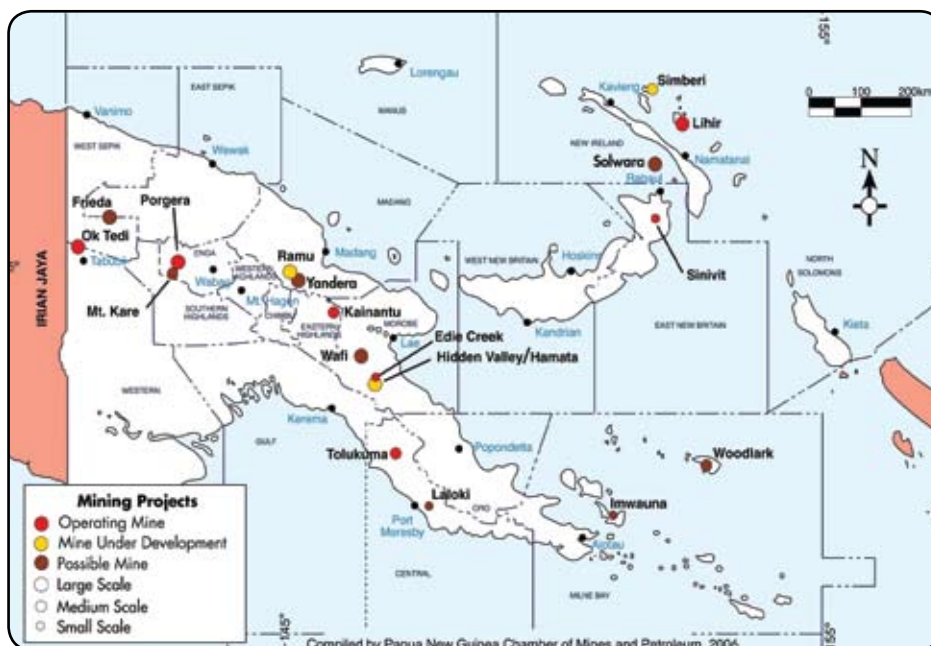 155°
EAST SEPIK
Lorengau
MANUS
Kavieng
Simberi
0 100 200km
Vanimo
Lihir
WEST SEPIK
Wewak
NEW IRELAND
Solwara
Namatanai
N
Rabaul
Frieda
Porgera
MADANG
Ok Tedi
Ramu
Madang
Hoskins
Tabubil
ENGA
WEST NEW BRITAIN
Sinivit
NORTH
SOLOMONS
IRIAN JAYA
Wabag
WESTERN
HIGHLANDS
Yandera
Mt. Kare
Mt. Hagen
SOUTHERN
HIGHLANDS
Kainantu
Kandrian
EAST NEW BRITAIN
Kieta
EASTERN
HIGHLANDS
MOROBE
Edie Creek
Lae
Wafi
Hidden Valley/Hamata
WESTERN
Kerema
GULF
Popondetta
Tolukuma
Woodlark
Laloki
ORO
Imwauna
Port
Moresby
CENTRAL
MILNE BAY
Mining Projects
Operating Mine
Mine Under Development
Possible Mine
Large Scale
Medium Scale
Small Scale
145°
155°
Compiled by Papua New Guinea Chamber of Mines and Petroleum, 2006